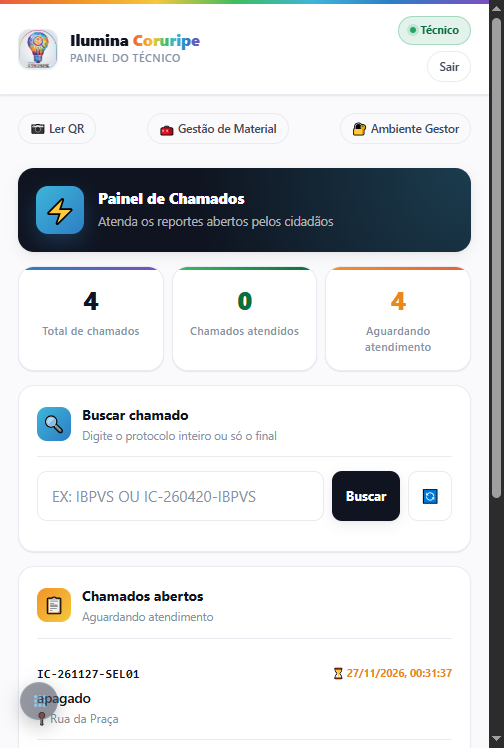 Ilumina Coruripe
PAINEL DO TÉCNICO
Técnico
Sair
Ler QR
Gestão de Material
Ambiente Gestor
Painel de Chamados
Atenda os reportes abertos pelos cidadãos
4
Total de chamados
0
Chamados atendidos
4
Aguardando
atendimento
Buscar chamado
Digite o protocolo inteiro ou só o final
EX: IBPVS OU IC-260420-IBPVS
Buscar
Chamados abertos
Aguardando atendimento
IC-261127-SEL01
27/11/2026, 00:31:37
apagado
Rua da Praça